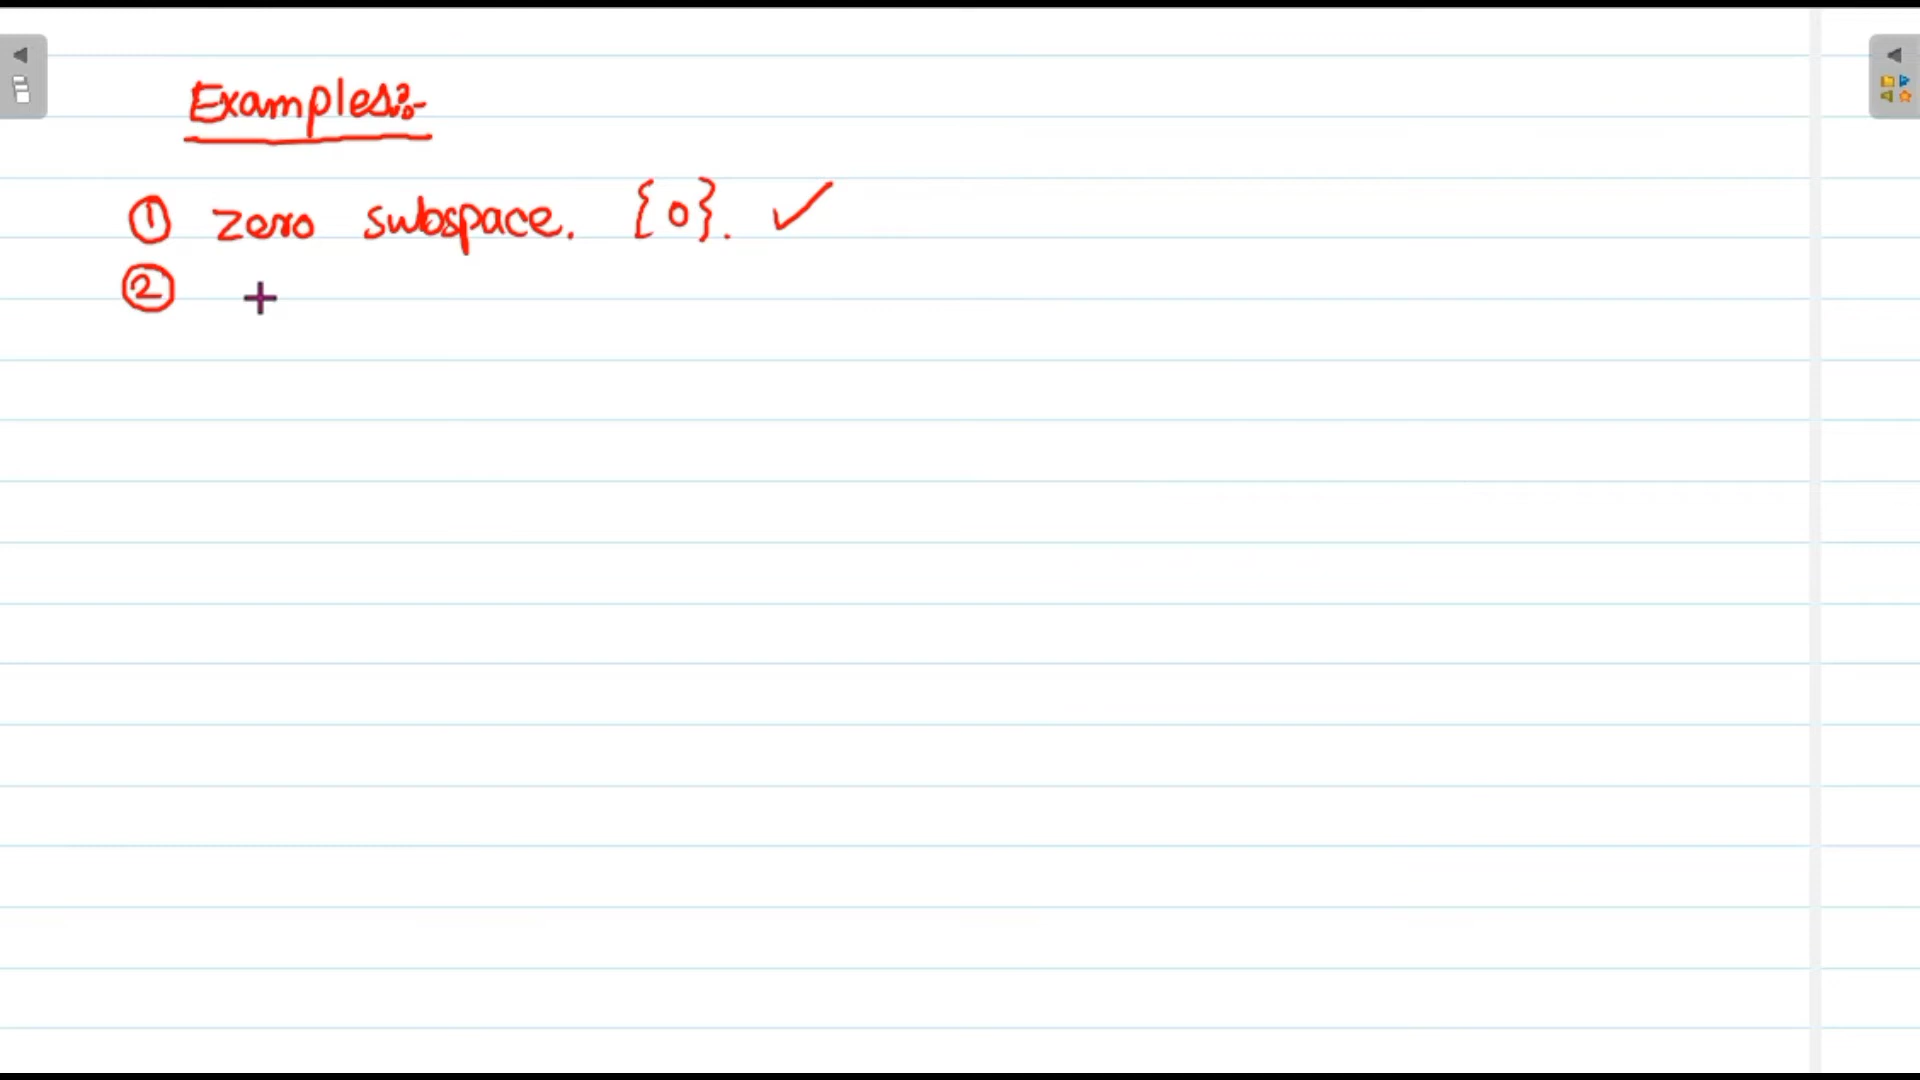 Examples:-
① zero subspace. {0}. ✓
②